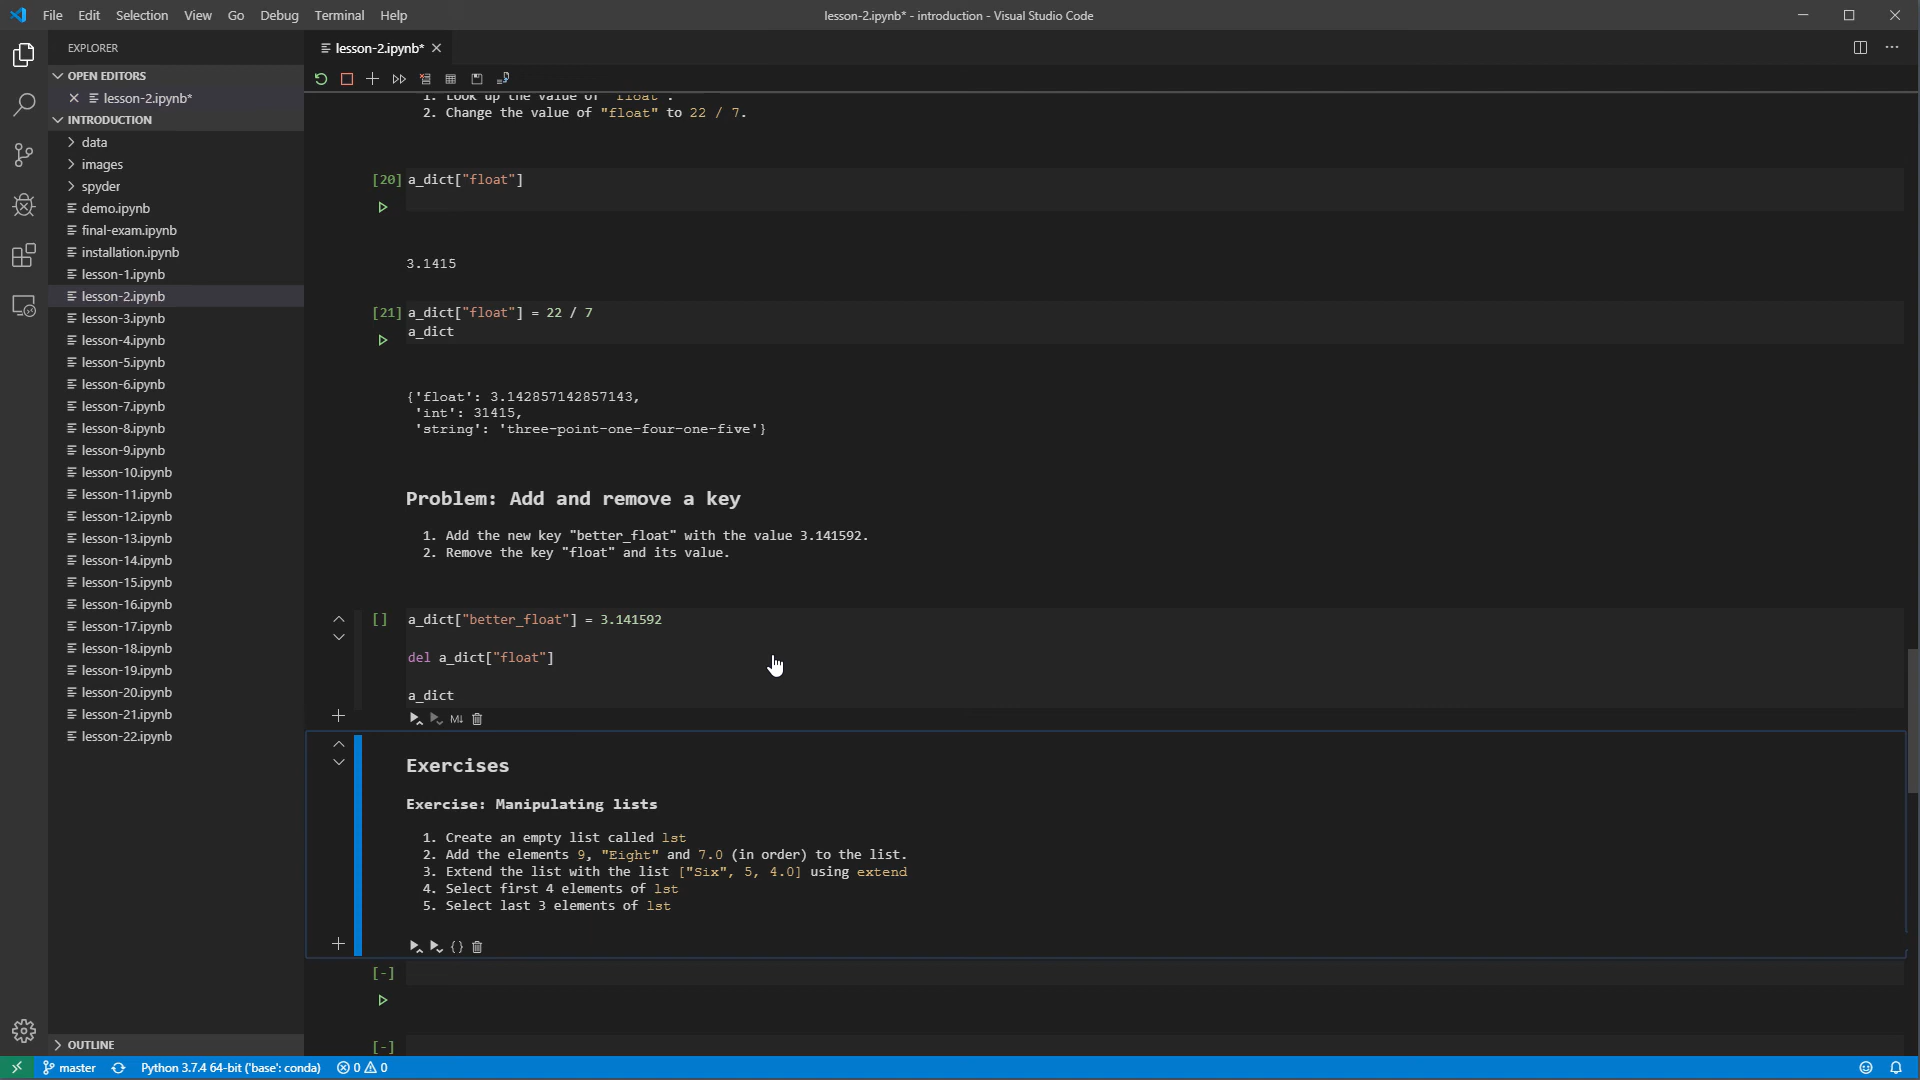 File Edit Selection View Go Debug Terminal Help
lesson-2.ipynb* - introduction - Visual Studio Code
EXPLORER
OPEN EDITORS
lesson-2.ipynb*
INTRODUCTION
data
images
spyder
demo.ipynb
final-exam.ipynb
installation.ipynb
lesson-1.ipynb
lesson-2.ipynb
lesson-3.ipynb
lesson-4.ipynb
lesson-5.ipynb
lesson-6.ipynb
lesson-7.ipynb
lesson-8.ipynb
lesson-9.ipynb
lesson-10.ipynb
lesson-11.ipynb
lesson-12.ipynb
lesson-13.ipynb
lesson-14.ipynb
lesson-15.ipynb
lesson-16.ipynb
lesson-17.ipynb
lesson-18.ipynb
lesson-19.ipynb
lesson-20.ipynb
lesson-21.ipynb
lesson-22.ipynb
OUTLINE
lesson-2.ipynb*
1. Look up the value of "float".
2. Change the value of "float" to 22 / 7.
[20] a_dict["float"]
3.1415
[21] a_dict["float"] = 22 / 7
a_dict
{'float': 3.142857142857143,
'int': 31415,
'string': 'three-point-one-four-one-five'}
Problem: Add and remove a key
1. Add the new key "better_float" with the value 3.141592.
2. Remove the key "float" and its value.
[] a_dict["better_float"] = 3.141592
del a_dict["float"]
a_dict
M↓
Exercises
Exercise: Manipulating lists
1. Create an empty list called lst
2. Add the elements 9, "Eight" and 7.0 (in order) to the list.
3. Extend the list with the list ["Six", 5, 4.0] using extend
4. Select first 4 elements of lst
5. Select last 3 elements of lst
{}
[-]
[-]
master Python 3.7.4 64-bit ('base': conda) 0 0